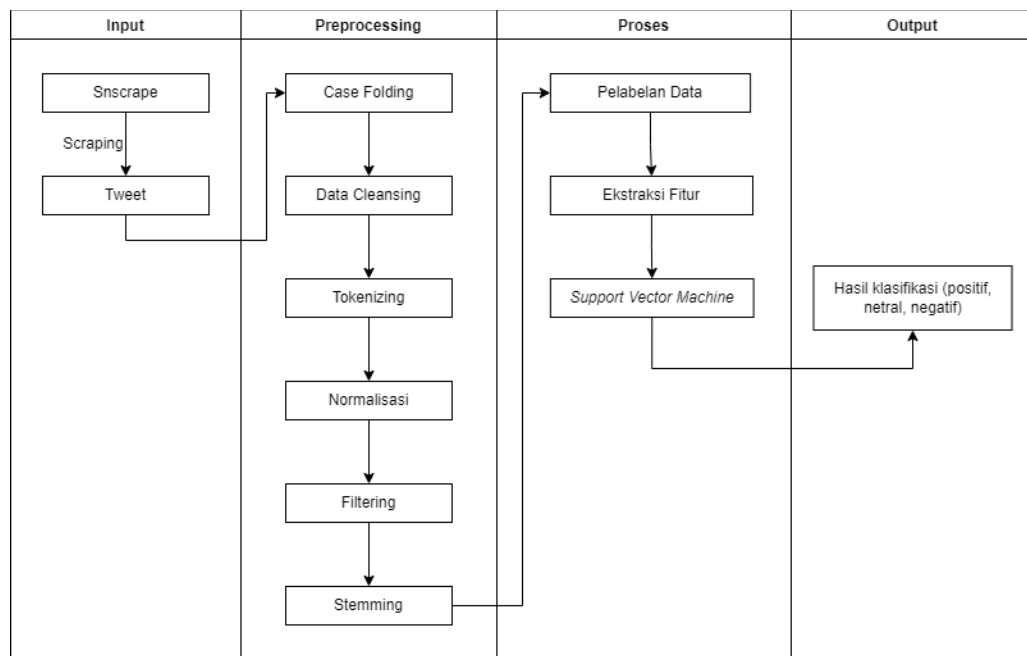 Input
Preprocessing
Proses
Output
Snscrape
Scraping
Tweet
Case Folding
Data Cleansing
Tokenizing
Normalisasi
Filtering
Stemming
Pelabelan Data
Ekstraksi Fitur
Support Vector Machine
Hasil klasifikasi (positif,
netral, negatif)